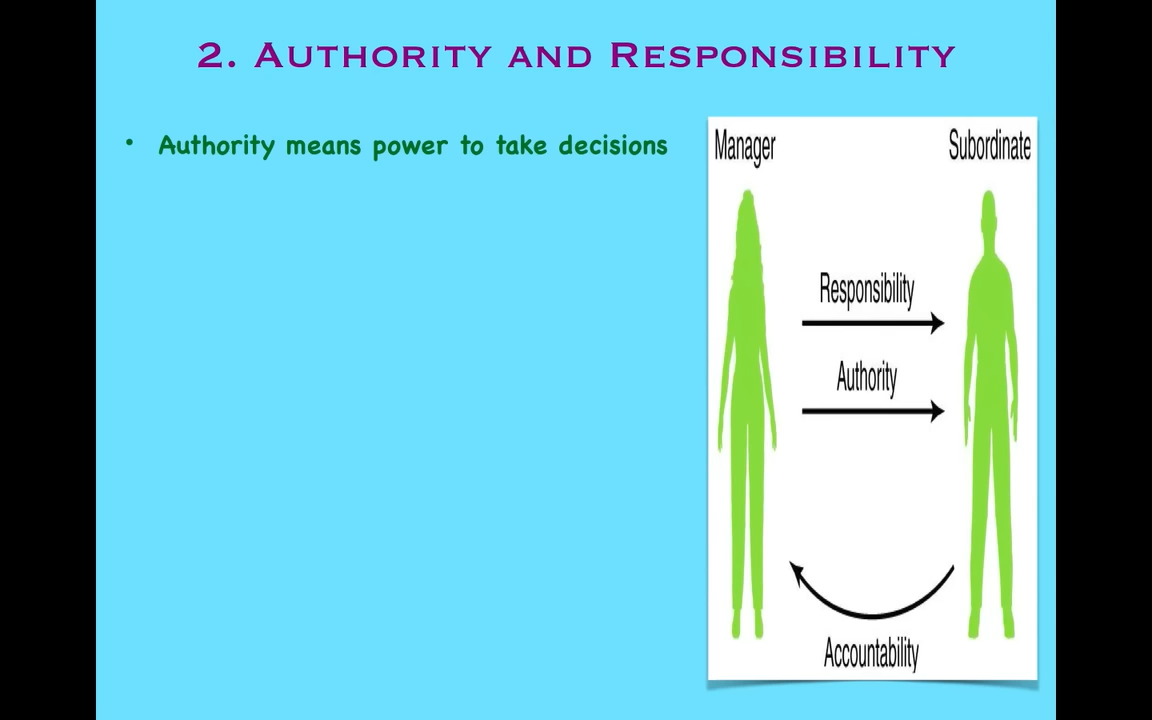 2. Authority and Responsibility
• Authority means power to take decisions
Manager
Subordinate
Responsibility
Authority
Accountability